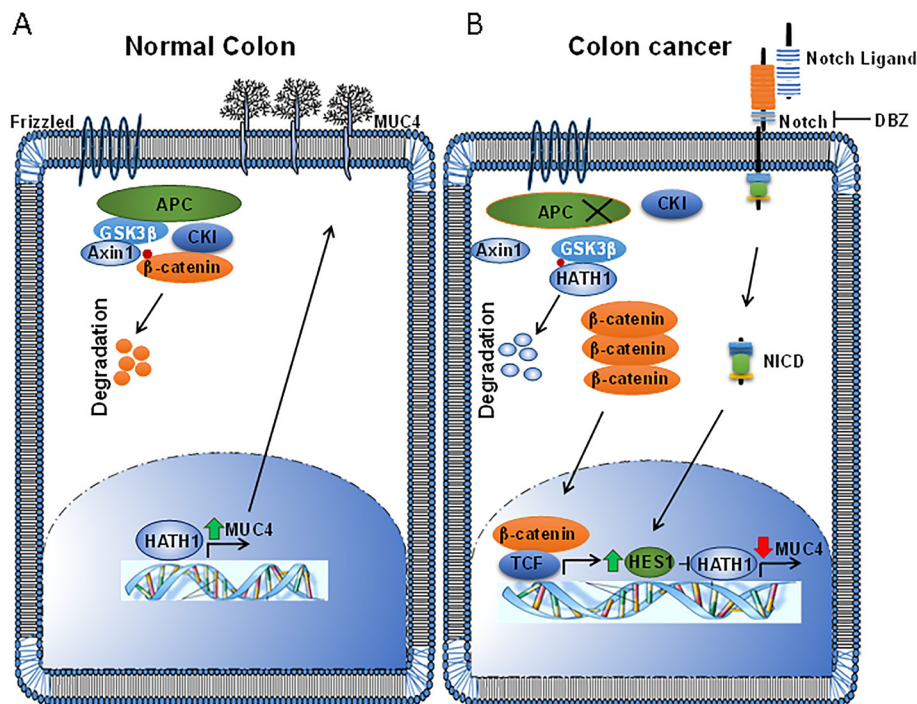 A
Normal Colon
Frizzled
MUC4
APC
GSK3β
CKI
Axin1
β-catenin
Degradation
HATH1
MUC4
B
Colon cancer
Notch Ligand
Notch
DBZ
APC
CKI
Axin1
GSK3β
HATH1
Degradation
β-catenin
β-catenin
β-catenin
NICD
β-catenin
TCF
HES1
HATH1
MUC4